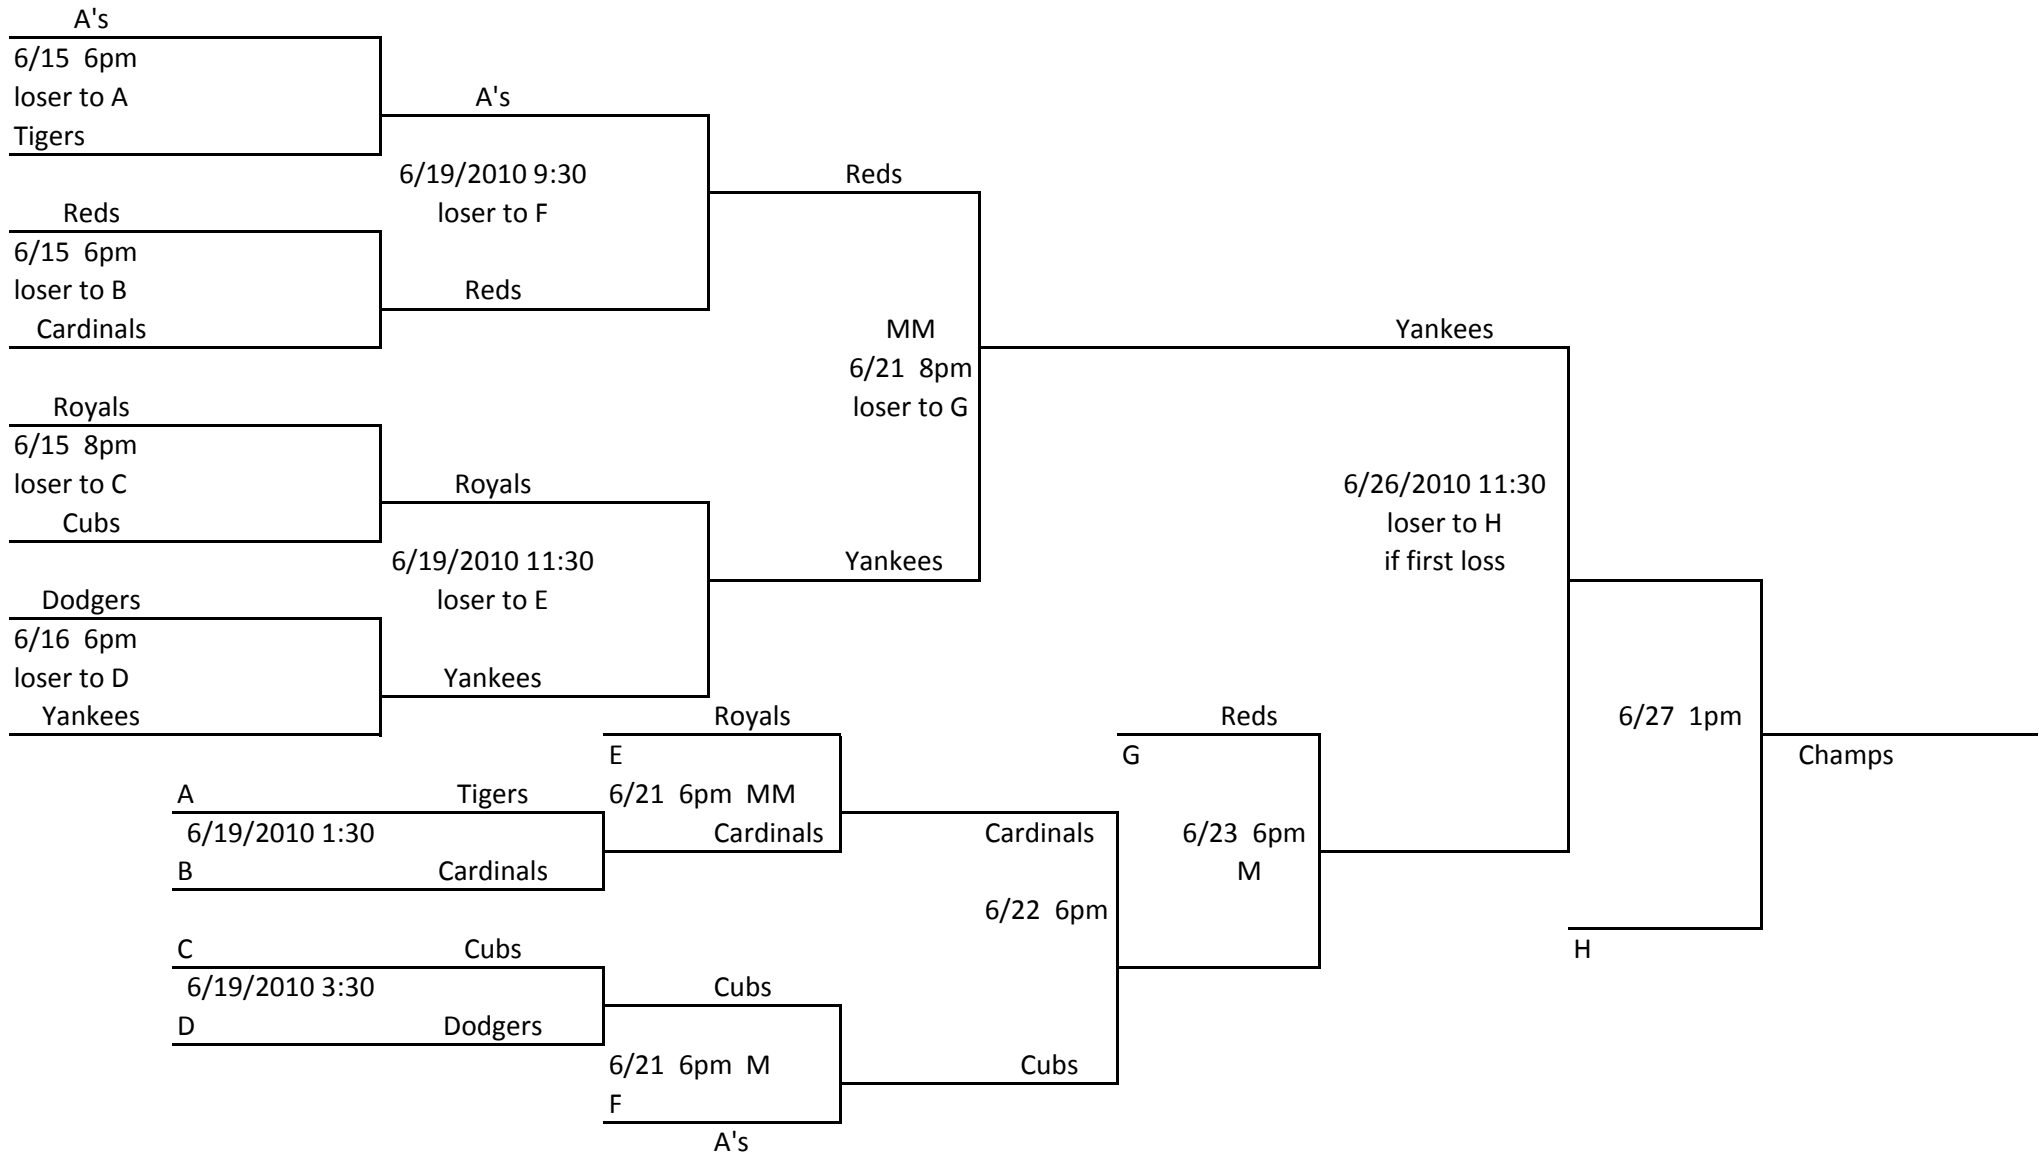 A's
6/15  6pm
loser to A
Tigers
A's
6/19/2010 9:30
loser to F
Reds
Reds
6/15  6pm
loser to B
Cardinals
Reds
MM
6/21  8pm
loser to G
Yankees
Royals
6/15  8pm
loser to C
Cubs
Royals
6/19/2010 11:30
loser to E
Yankees
6/26/2010 11:30
loser to H
if first loss
Dodgers
6/16  6pm
loser to D
Yankees
Yankees
Royals
E
6/21  6pm  MM
Cardinals
Reds
G
6/23  6pm
M
6/27  1pm
Champs
A Tigers
6/19/2010 1:30
B Cardinals
Cardinals
6/22  6pm
C Cubs
6/19/2010 3:30
D Dodgers
Cubs
6/21  6pm  M
F
A's
Cubs
H